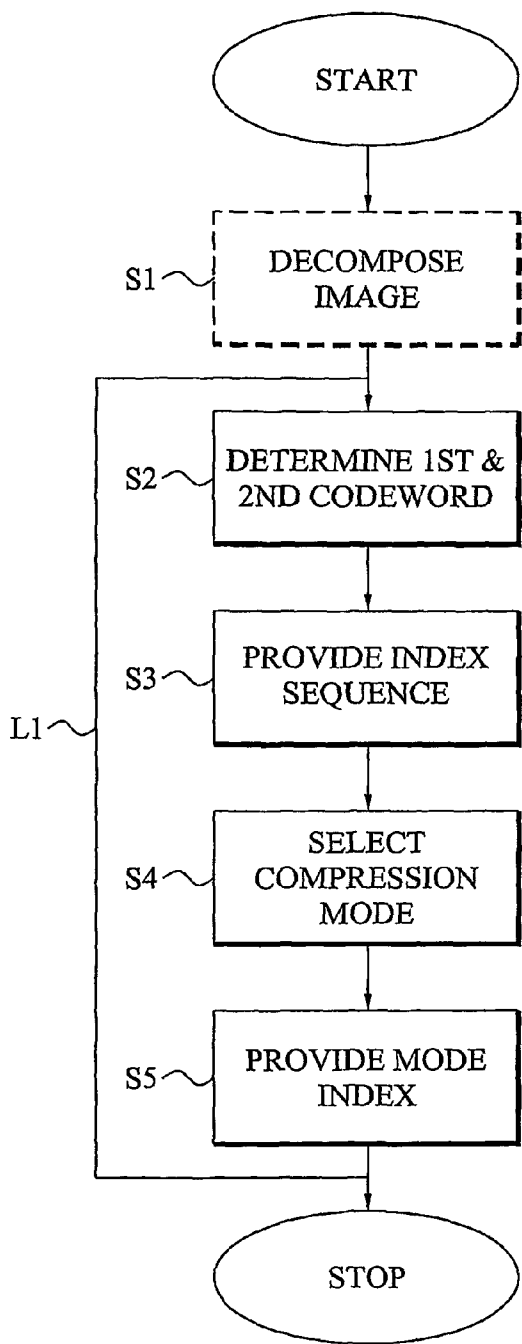 START
S1
DECOMPOSE
IMAGE
S2
DETERMINE 1ST &
2ND CODEWORD
S3
PROVIDE INDEX
SEQUENCE
L1
S4
SELECT
COMPRESSION
MODE
S5
PROVIDE MODE
INDEX
STOP